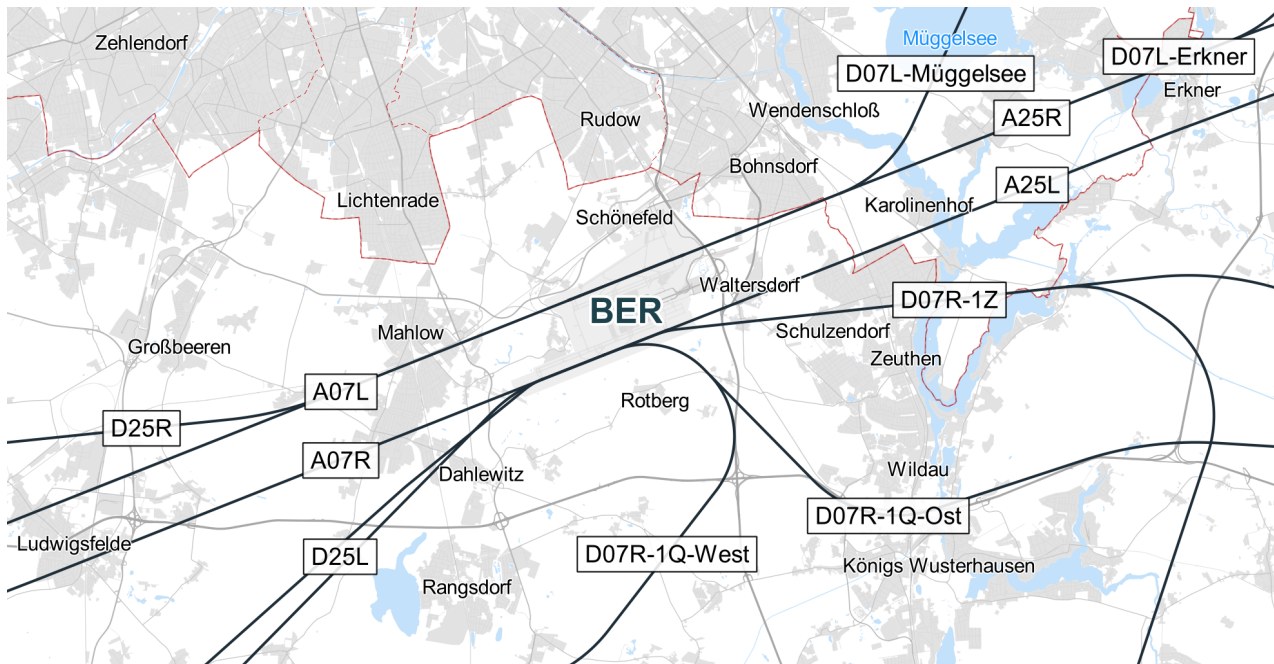 Zehlendorf
Müggelsee
D07L-Müggelsee
D07L-Erkner
Erkner
Wendenschloß
A25R
Rudow
Bohnsdorf
A25L
Lichtenrade
Karolinenhof
Schönefeld
Waltersdorf
D07R-1Z
BER
Schulzendorf
Mahlow
Großbeeren
Zeuthen
A07L
Rotberg
D25R
A07R
Dahlewitz
Wildau
D07R-1Q-Ost
Ludwigsfelde
D25L
D07R-1Q-West
Königs Wusterhausen
Rangsdorf